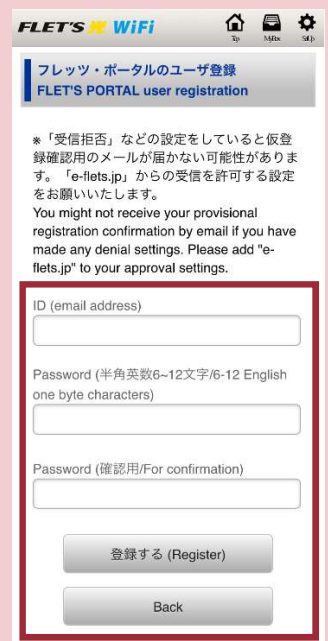 FLET'S 光 WiFi
Top MyBox SetUp
フレッツ・ポータルのユーザ登録
FLET'S PORTAL user registration
※「受信拒否」などの設定をしていると仮登
録確認用のメールが届かない可能性がありま
す。「e-flets.jp」からの受信を許可する設定
をお願いいたします。
You might not receive your provisional
registration confirmation by email if you have
made any denial settings. Please add "e-
flets.jp" to your approval settings.
ID (email address)
Password (半角英数6~12文字/6-12 English
one byte characters)
Password (確認用/For confirmation)
登録する (Register)
Back